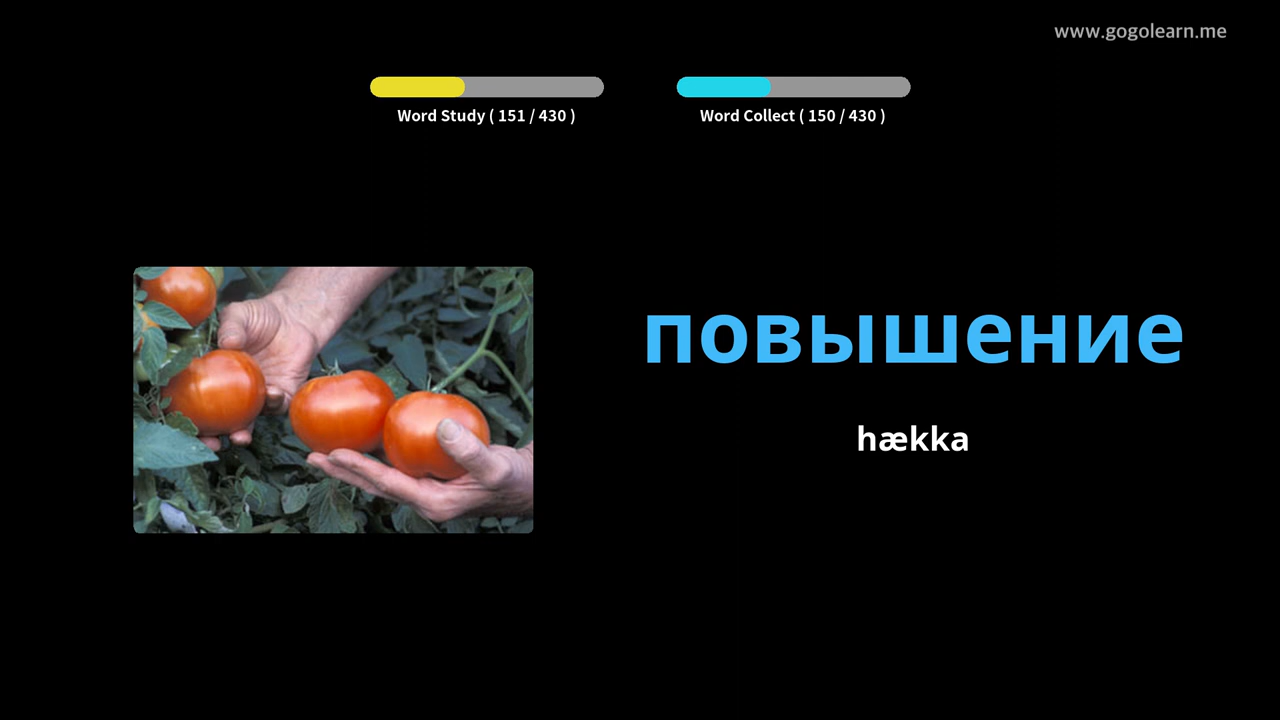 www.gogolearn.me
Word Study ( 151 / 430 )
Word Collect ( 150 / 430 )
повышение
hækka